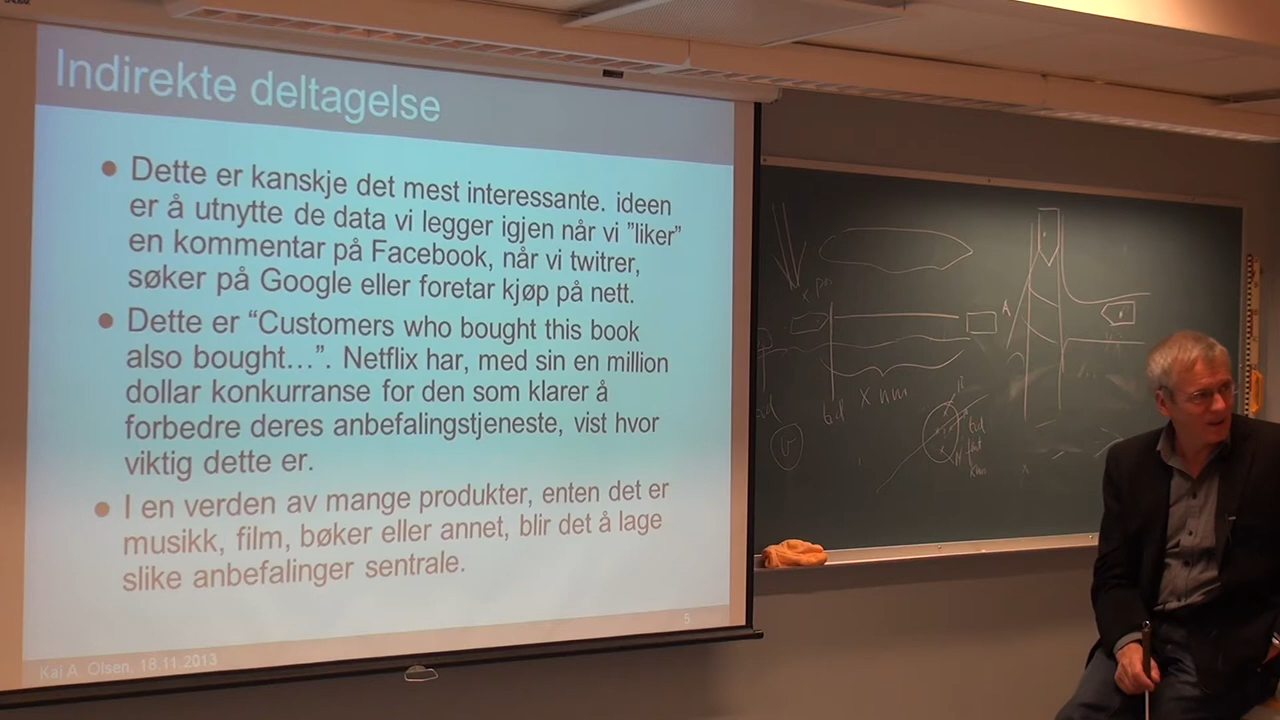 Indirekte deltagelse
Dette er kanskje det mest interessante. ideen
er å utnytte de data vi legger igjen når vi ”liker”
en kommentar på Facebook, når vi twitrer,
søker på Google eller foretar kjøp på nett.
Dette er “Customers who bought this book
also bought…”. Netflix har, med sin en million
dollar konkurranse for den som klarer å
forbedre deres anbefalingstjeneste, vist hvor
viktig dette er.
I en verden av mange produkter, enten det er
musikk, film, bøker eller annet, blir det å lage
slike anbefalinger sentrale.
5
Kai A. Olsen, 18.11.2013
A
tid